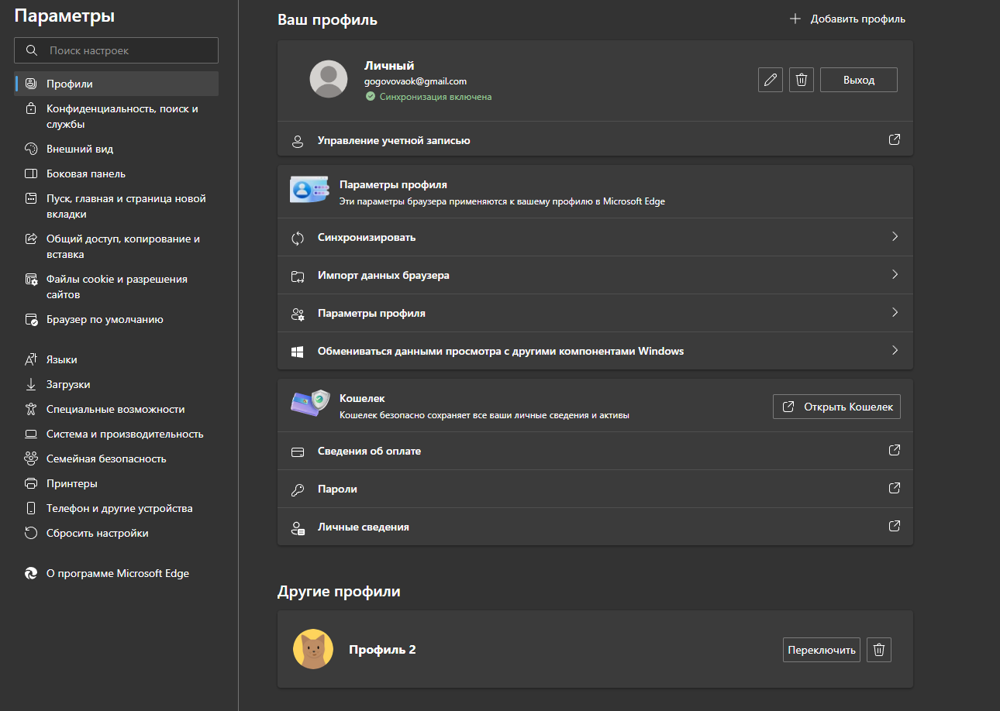 Параметры
Поиск настроек
Профили
Конфиденциальность, поиск и
службы
Внешний вид
Боковая панель
Пуск, главная и страница новой
вкладки
Общий доступ, копирование и
вставка
Файлы cookie и разрешения
сайтов
Браузер по умолчанию
Языки
Загрузки
Специальные возможности
Система и производительность
Семейная безопасность
Принтеры
Телефон и другие устройства
Сбросить настройки
О программе Microsoft Edge
Ваш профиль
Добавить профиль
Личный
gogovovaok@gmail.com
Синхронизация включена
Выход
Управление учетной записью
Параметры профиля
Эти параметры браузера применяются к вашему профилю в Microsoft Edge
Синхронизировать
Импорт данных браузера
Параметры профиля
Обмениваться данными просмотра с другими компонентами Windows
Кошелек
Кошелек безопасно сохраняет все ваши личные сведения и активы
Открыть Кошелек
Сведения об оплате
Пароли
Личные сведения
Другие профили
Профиль 2
Переключить